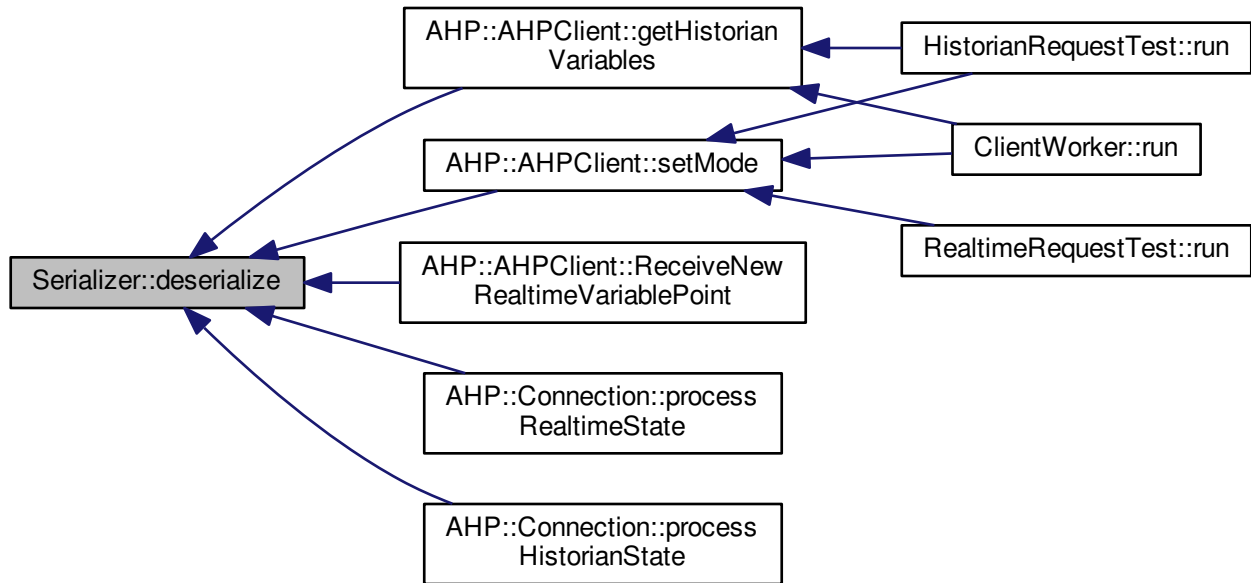 AHP::AHPClient::getHistorian
Variables
HistorianRequestTest::run
AHP::AHPClient::setMode
ClientWorker::run
RealtimeRequestTest::run
Serializer::deserialize
AHP::AHPClient::ReceiveNew
RealtimeVariablePoint
AHP::Connection::process
RealtimeState
AHP::Connection::process
HistorianState